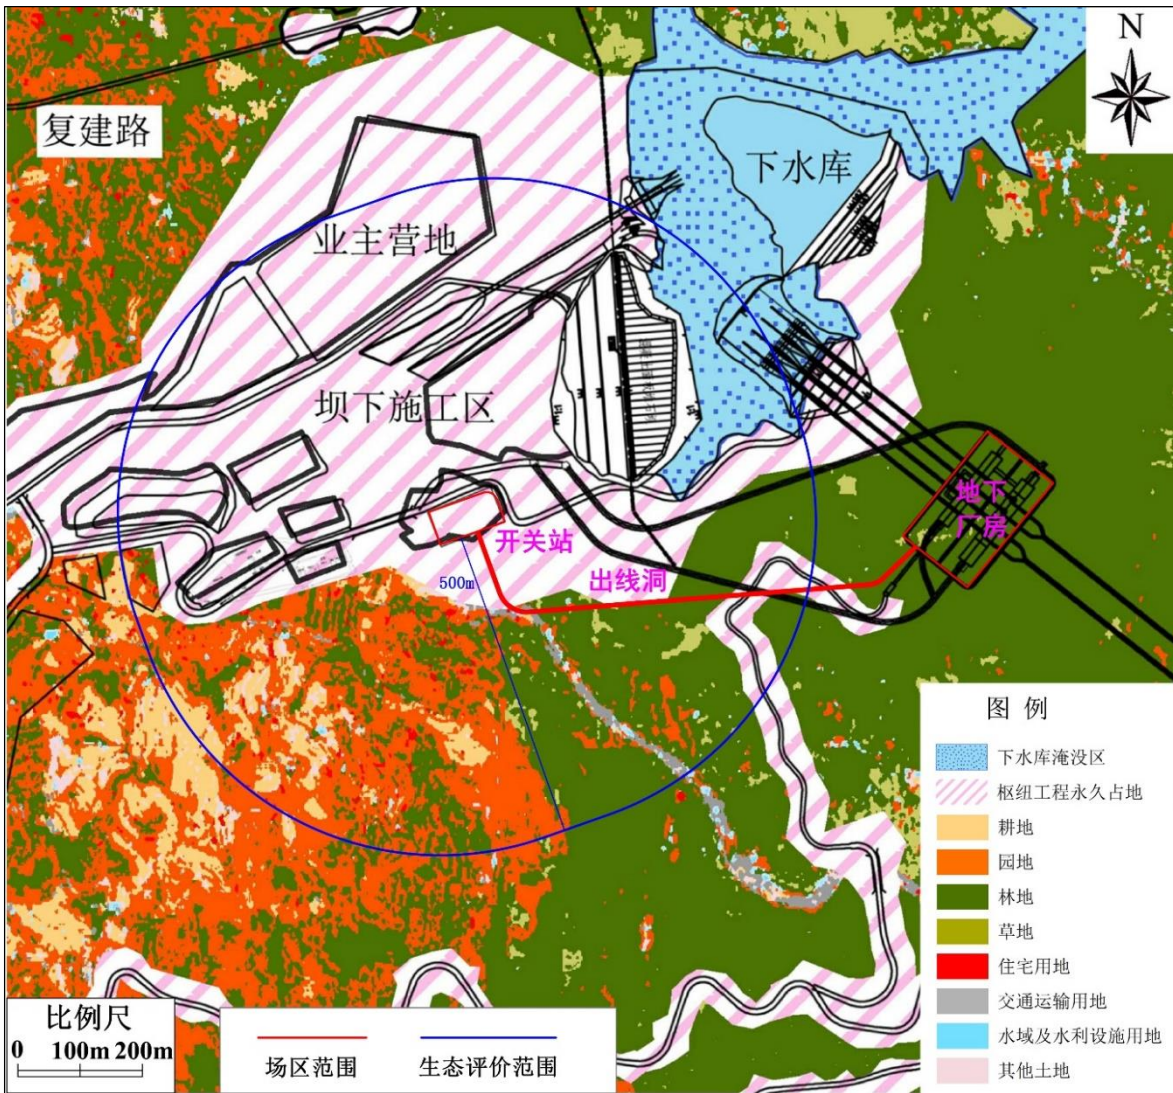 N
复建路
下水库
业主营地
坝下施工区
地下
厂房
开关站
500m
出线洞
图 例
下水库淹没区
枢纽工程永久占地
耕地
园地
林地
草地
住宅用地
交通运输用地
水域及水利设施用地
其他土地
比例尺
0 100m 200m
场区范围
生态评价范围